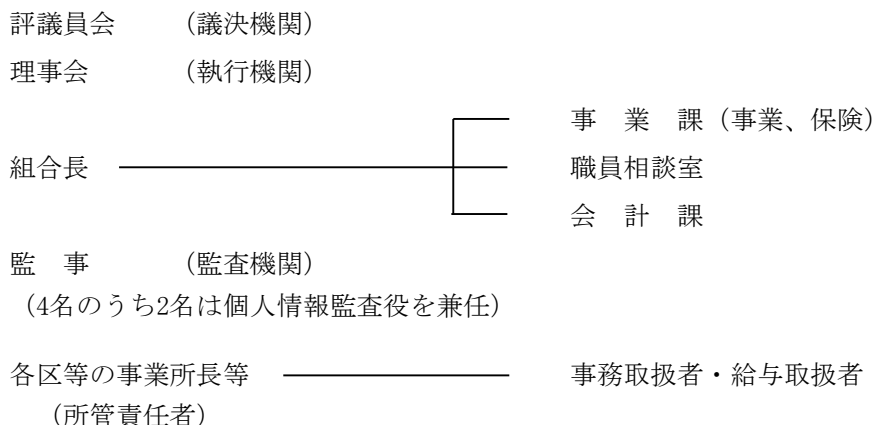 評議員会　（議決機関）
理事会　（執行機関）
事　業　課（事業、保険）
組合長　職員相談室
会　計　課
監　事　（監査機関）
（4名のうち2名は個人情報監査役を兼任）
各区等の事業所長等　事務取扱者・給与取扱者
（所管責任者）